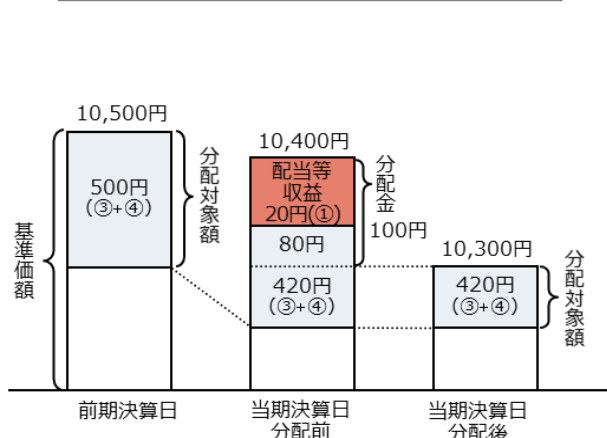 10,500円
500円
(③+④)
分配対象額
基準価額
前期決算日
10,400円
配当等
収益
20円(①)
80円
420円
(③+④)
分配金
100円
当期決算日
分配前
10,300円
420円
(③+④)
分配対象額
当期決算日
分配後